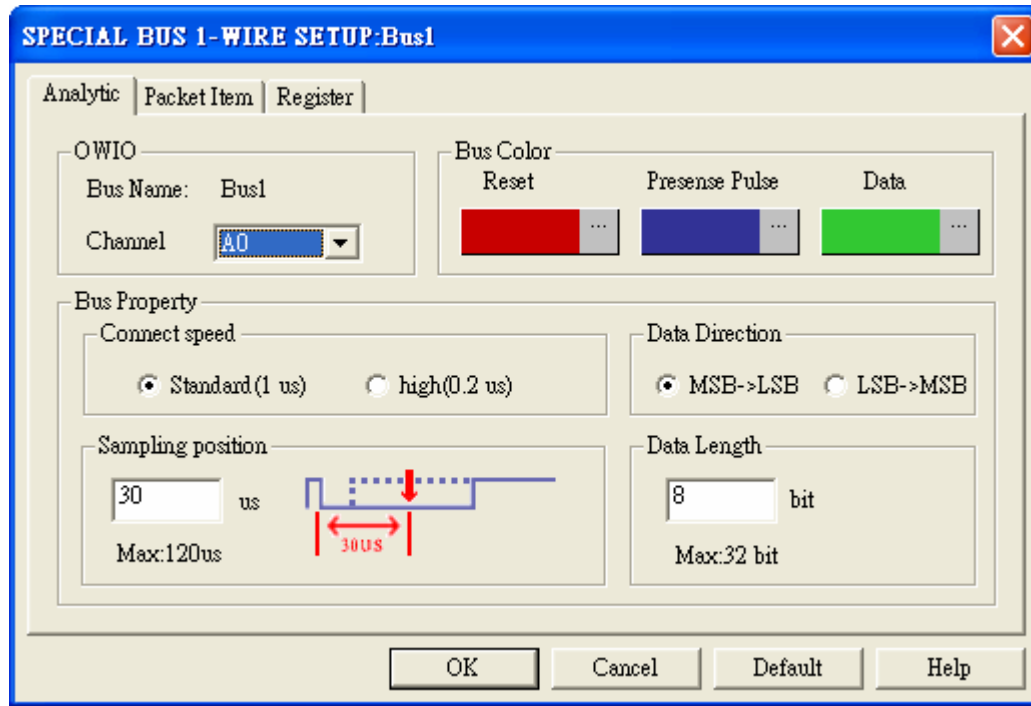 SPECIAL BUS 1-WIRE SETUP:Bus1
Analytic Packet Item Register
OWIO
Bus Name: Bus1
Channel A0
Bus Color
Reset Presense Pulse Data
... ... ...
Bus Property
Connect speed
Standard(1 us) high(0.2 us)
Data Direction
MSB->LSB LSB->MSB
Sampling position
30 us
30US
Max:120us
Data Length
8 bit
Max:32 bit
OK Cancel Default Help